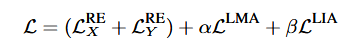 ℒ = (ℒ_X^RE + ℒ_Y^RE) + αℒ^LMA + βℒ^LIA